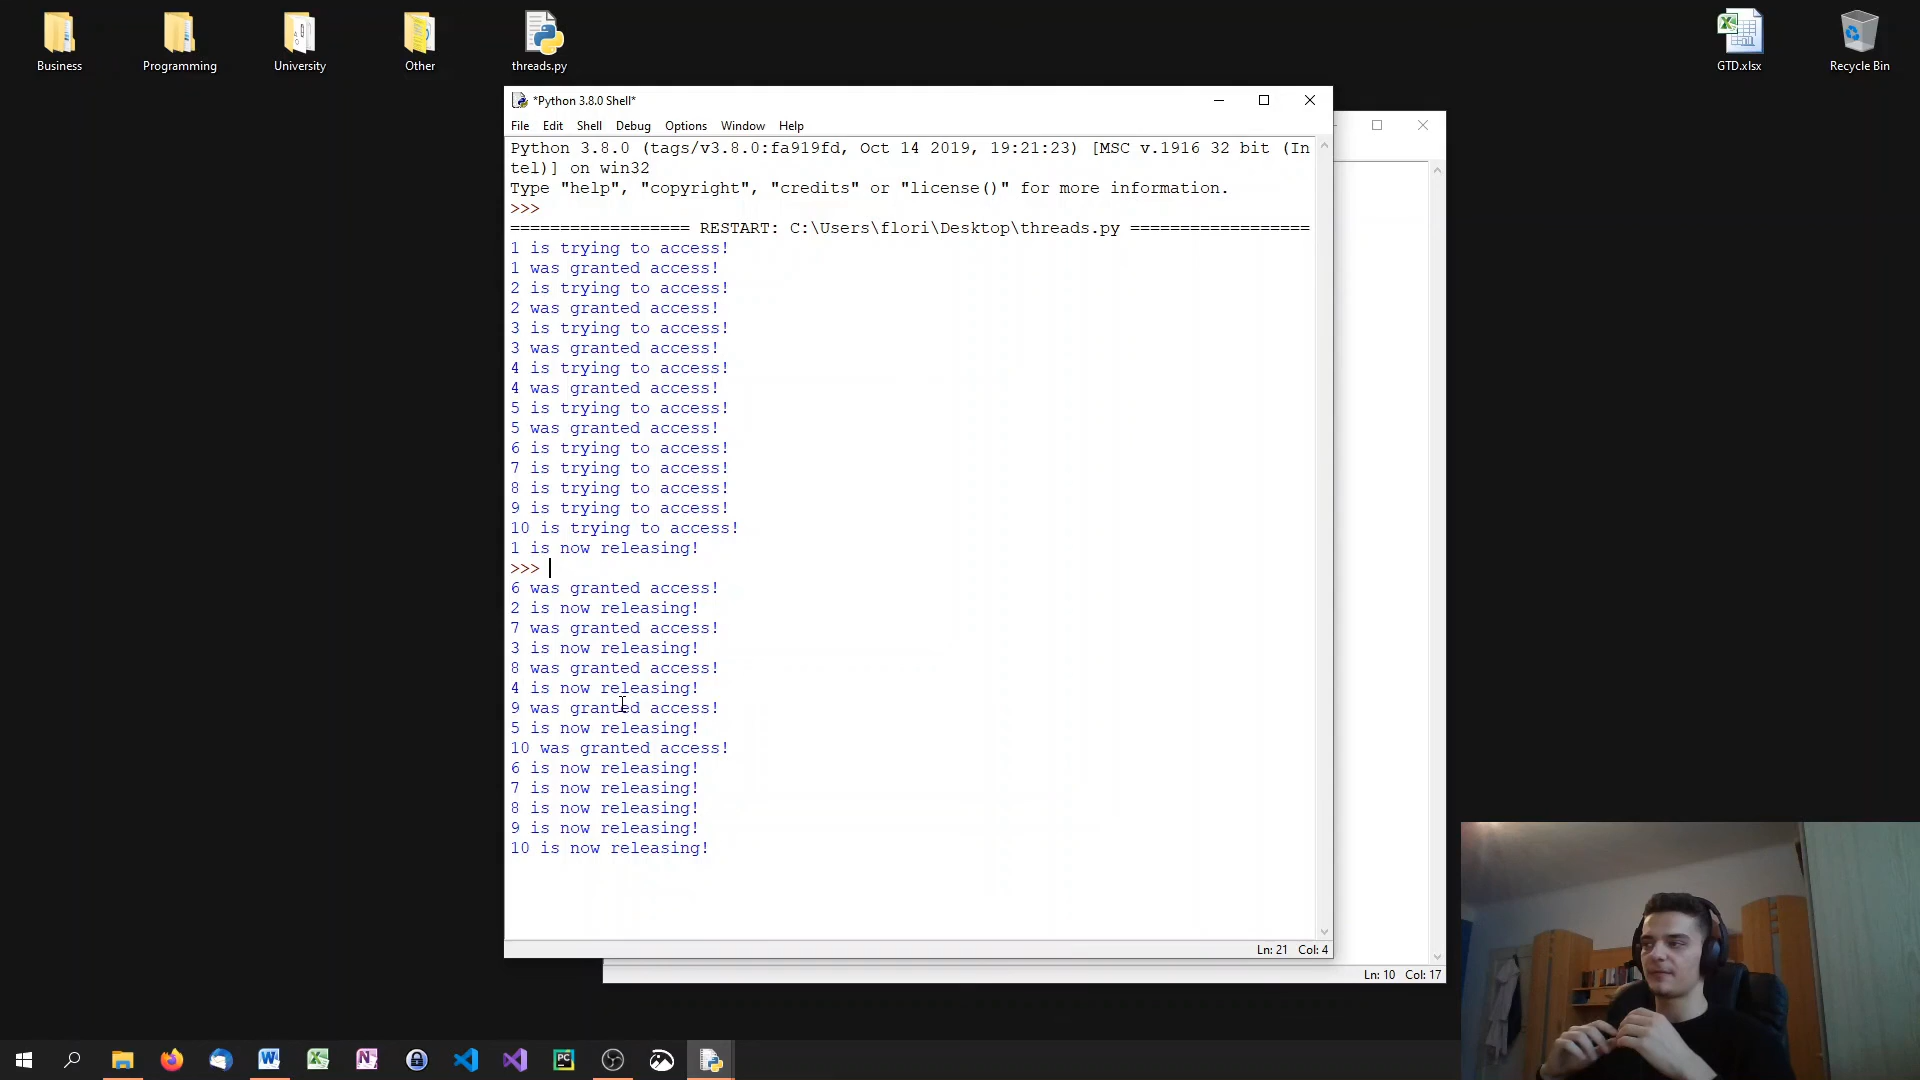 Business
Programming
University
Other
threads.py
GTD.xlsx
Recycle Bin
*Python 3.8.0 Shell*
File Edit Shell Debug Options Window Help
Python 3.8.0 (tags/v3.8.0:fa919fd, Oct 14 2019, 19:21:23) [MSC v.1916 32 bit (In
tel)] on win32
Type "help", "copyright", "credits" or "license()" for more information.
>>>
================== RESTART: C:\Users\flori\Desktop\threads.py ==================
1 is trying to access!
1 was granted access!
2 is trying to access!
2 was granted access!
3 is trying to access!
3 was granted access!
4 is trying to access!
4 was granted access!
5 is trying to access!
5 was granted access!
6 is trying to access!
7 is trying to access!
8 is trying to access!
9 is trying to access!
10 is trying to access!
1 is now releasing!
>>>
6 was granted access!
2 is now releasing!
7 was granted access!
3 is now releasing!
8 was granted access!
4 is now releasing!
9 was granted access!
5 is now releasing!
10 was granted access!
6 is now releasing!
7 is now releasing!
8 is now releasing!
9 is now releasing!
10 is now releasing!
Ln: 21 Col: 4
Ln: 10 Col: 17